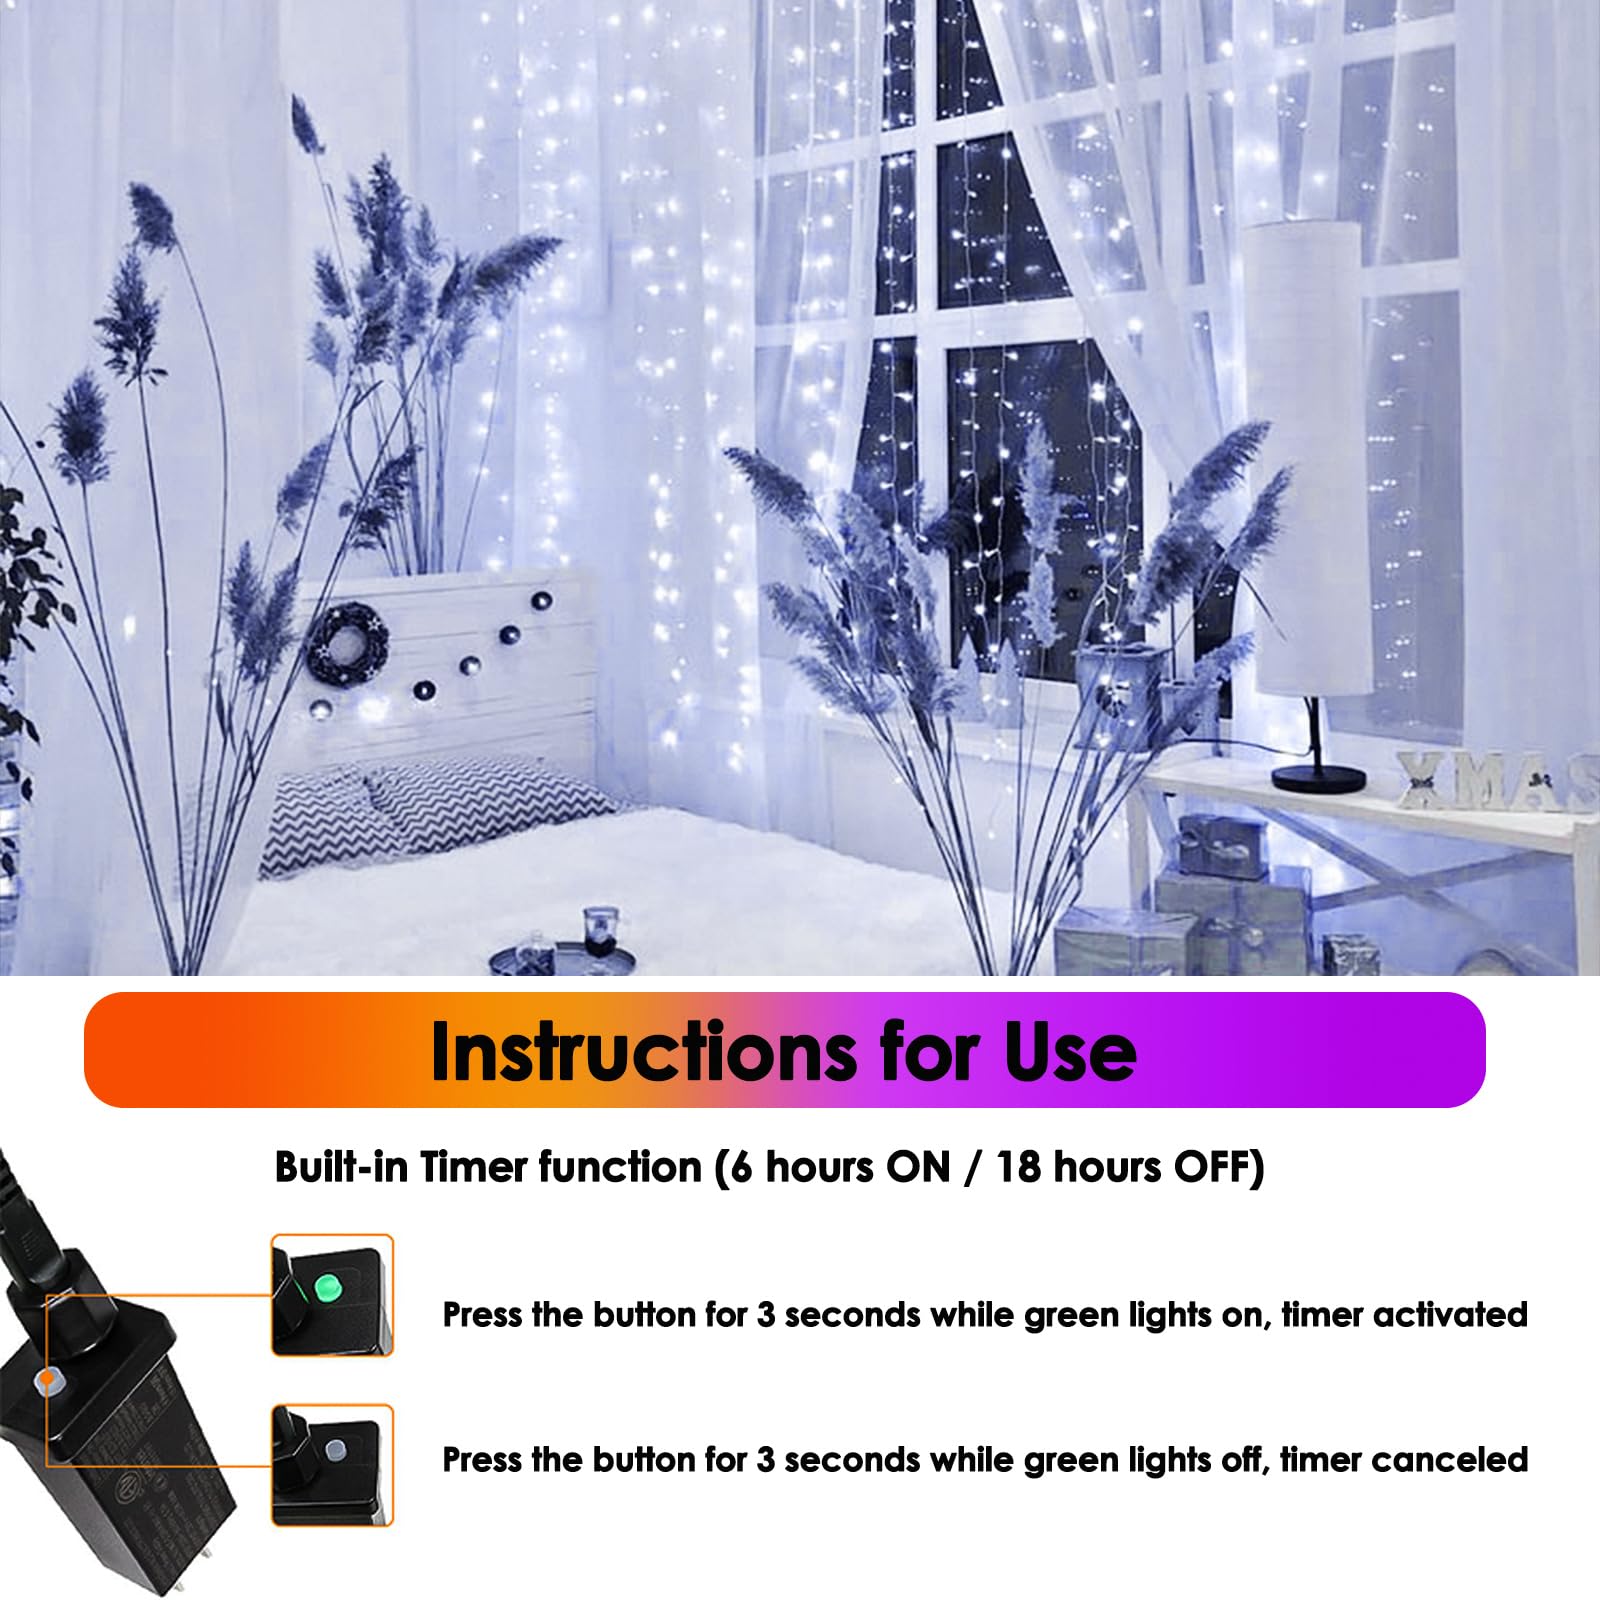 XMAS
Instructions for Use
Built-in Timer function (6 hours ON / 18 hours OFF)
Press the button for 3 seconds while green lights on, timer activated
Press the button for 3 seconds while green lights off, timer canceled